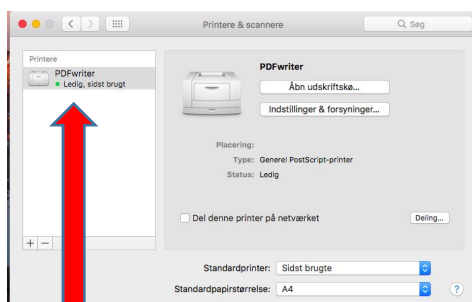 Printere & scannere
Søg
Printere
PDFwriter
Ledig, sidst brugt
PDFwriter
Åbn udskriftskø...
Indstillinger & forsyninger...
Placering:
Type: Generel PostScript-printer
Status: Ledig
Del denne printer på netværket
Deling...
+ −
Standardprinter: Sidst brugte
Standardpapirstørrelse: A4
?